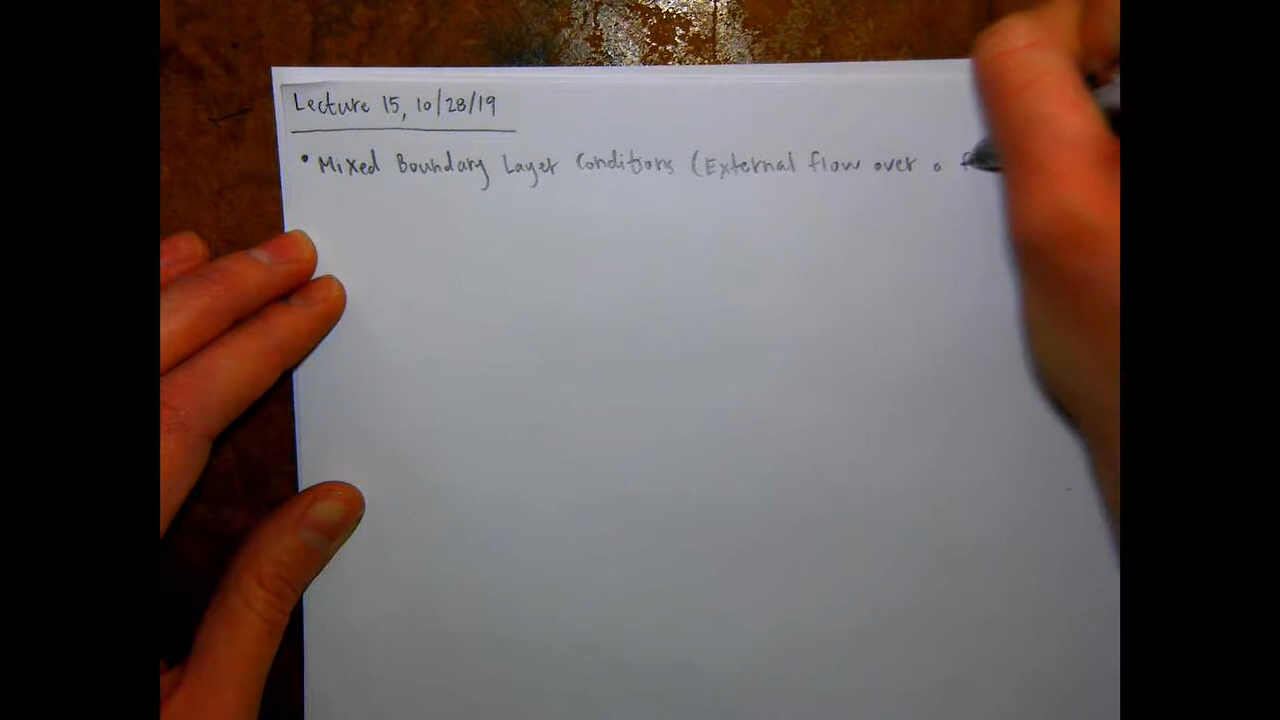 Lecture 15, 10/28/19
• Mixed Boundary Layer Conditions (External flow over a